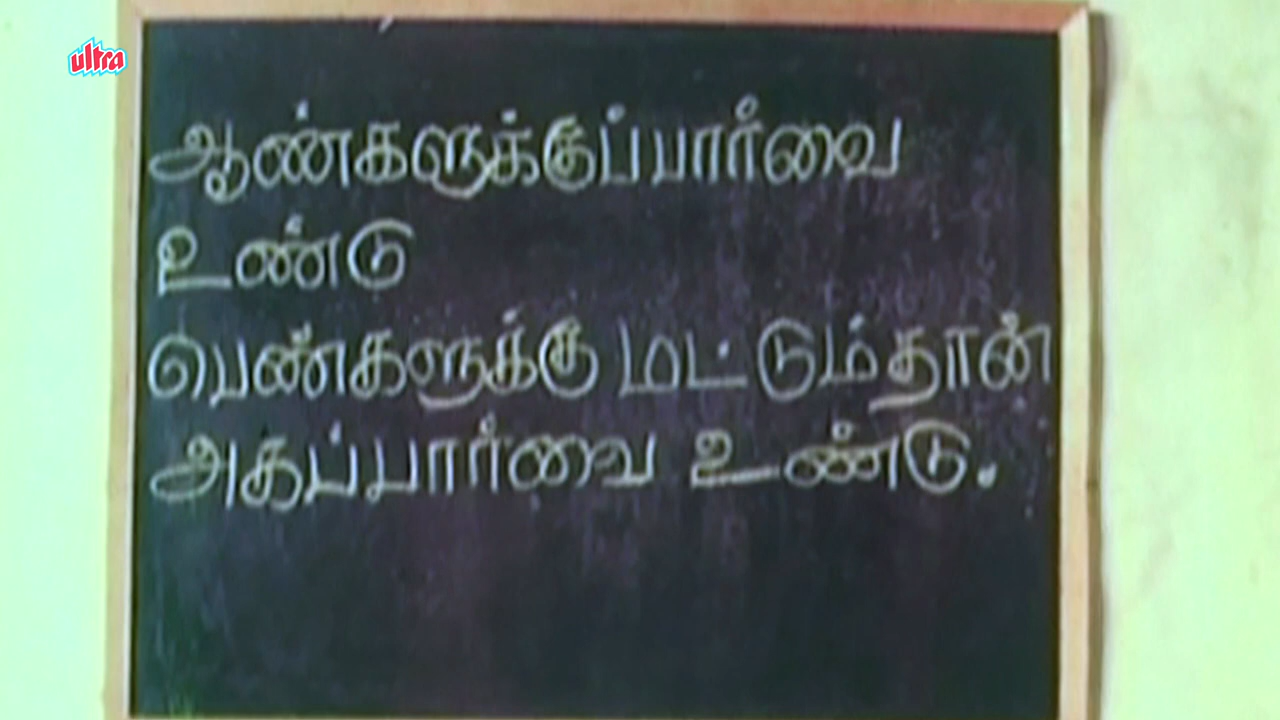 ultra
ஆண்களுக்குப்பார்வை
உண்டு
பெண்களுக்கு மட்டும்தான்
அகப்பார்வை உண்டு.